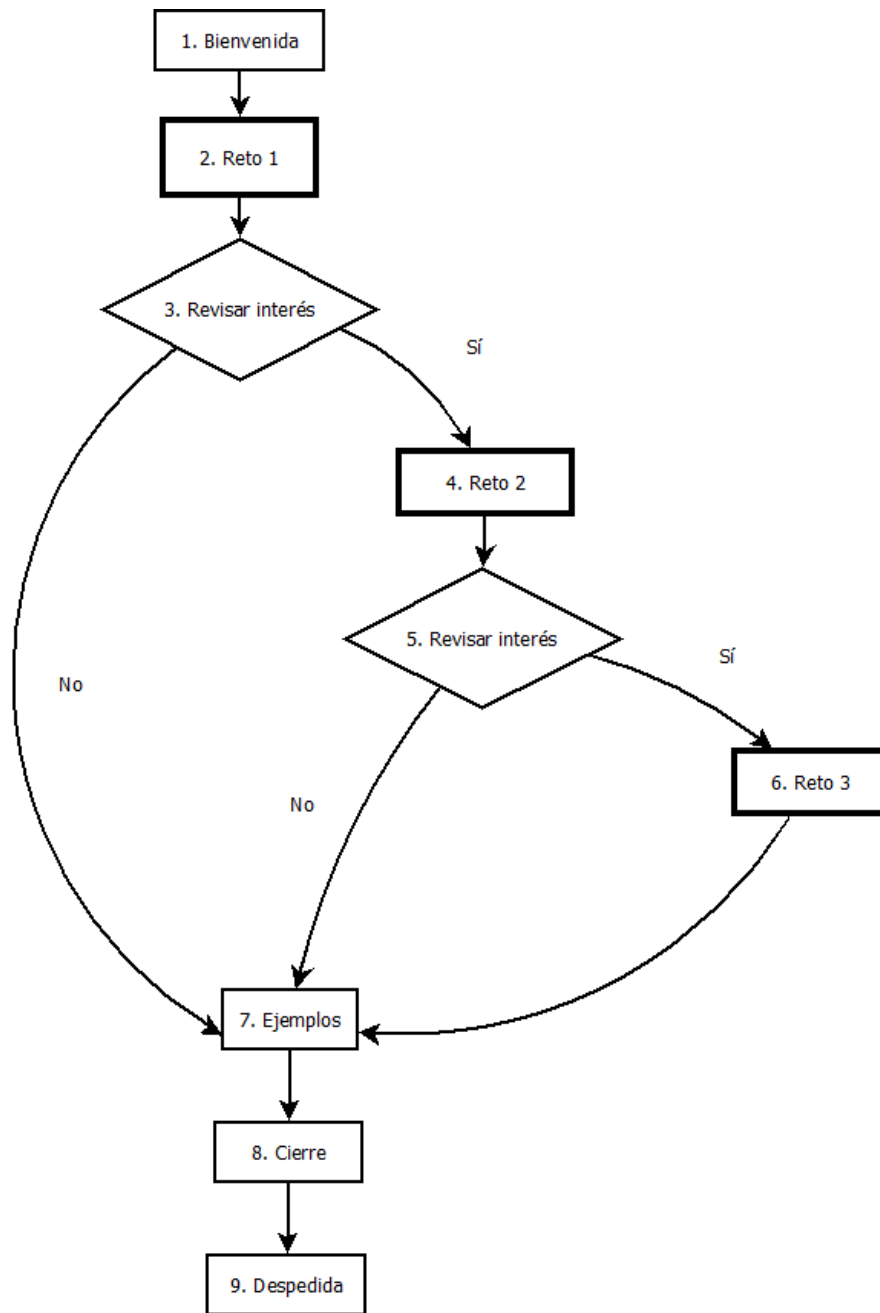 1. Bienvenida
2. Reto 1
3. Revisar interés
Sí
4. Reto 2
5. Revisar interés
Sí
No
6. Reto 3
No
7. Ejemplos
8. Cierre
9. Despedida